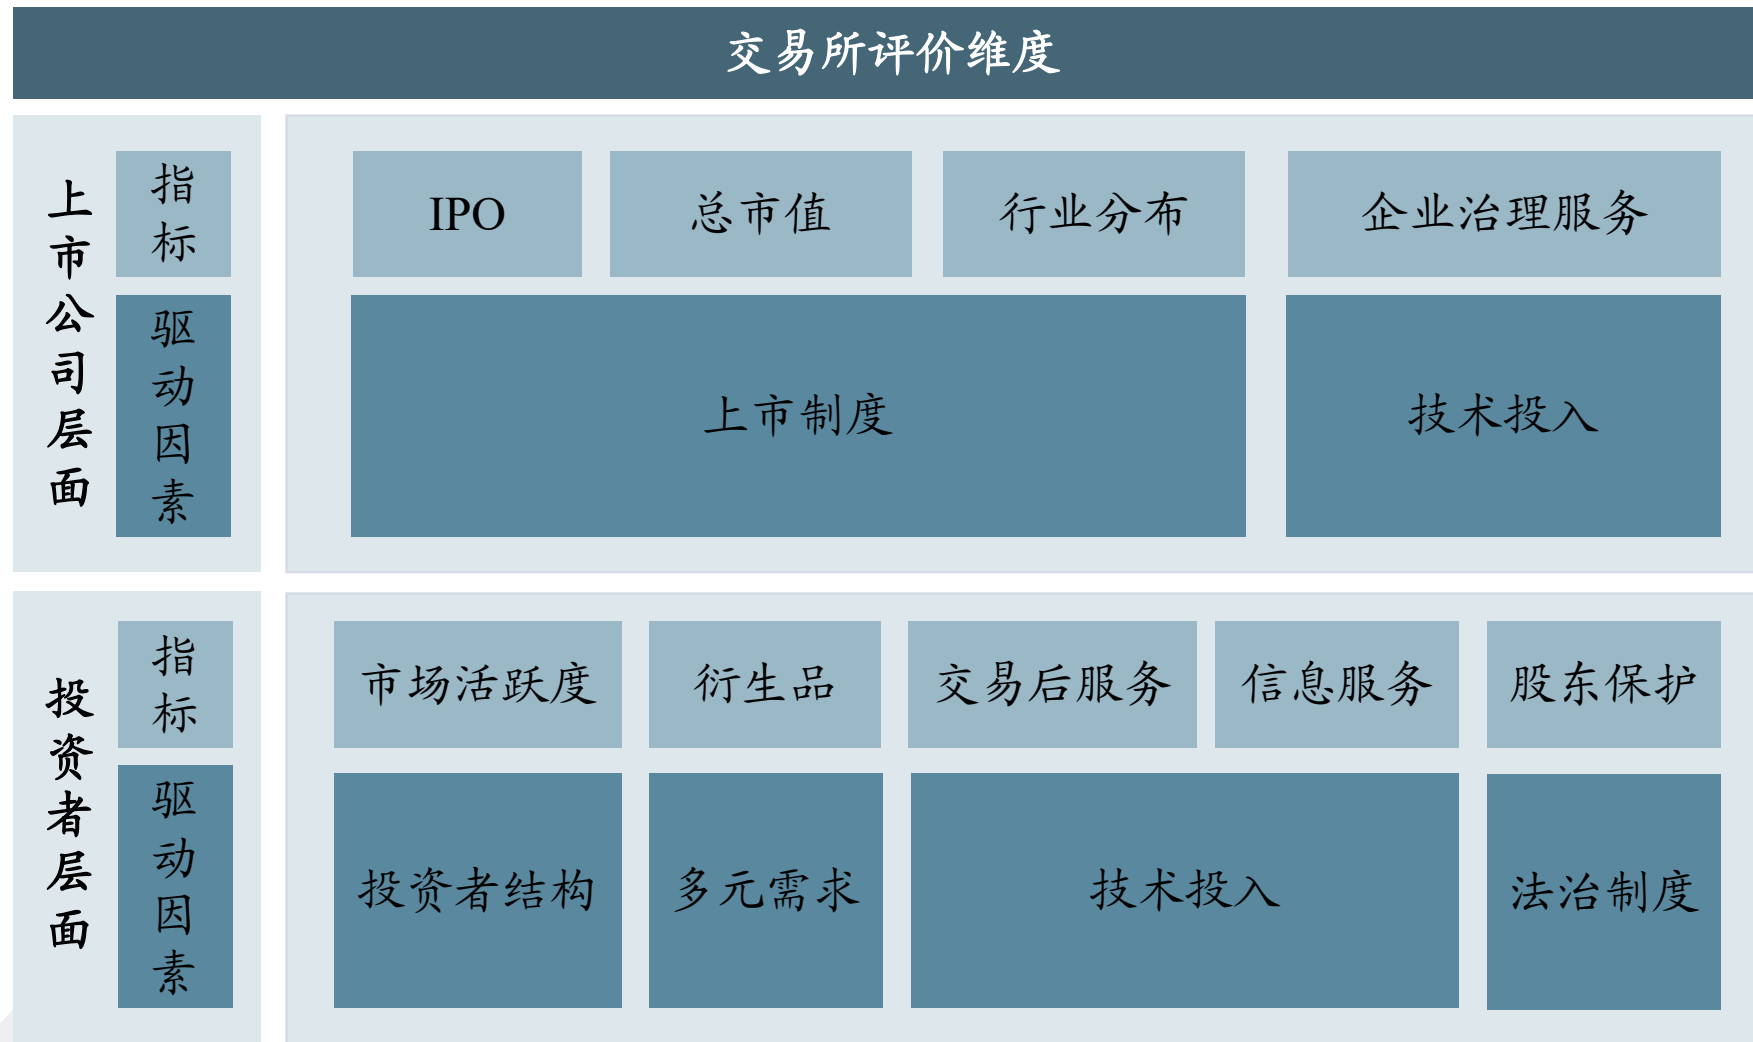 交易所评价维度
上市公司层面
指标
IPO
总市值
行业分布
企业治理服务
驱动因素
上市制度
技术投入
投资者层面
指标
市场活跃度
衍生品
交易后服务
信息服务
股东保护
驱动因素
投资者结构
多元需求
技术投入
法治制度